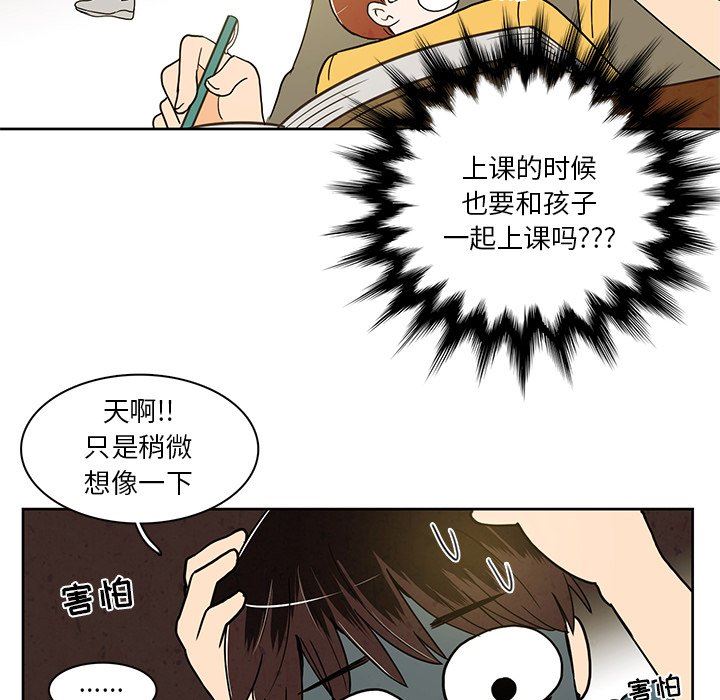 上课的时候
也要和孩子
一起上课吗???
天啊!!
只是稍微
想像一下
害怕
……
害怕